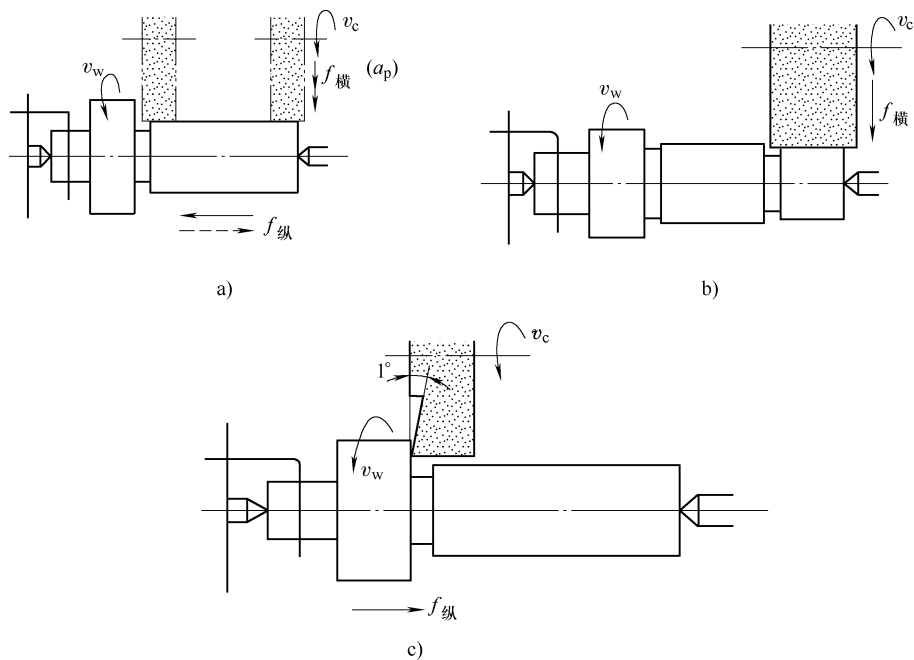 v_c
v_w
f_横 (a_p)
f_纵
a)
v_c
v_w
f_横
b)
v_c
1°
v_w
f_纵
c)